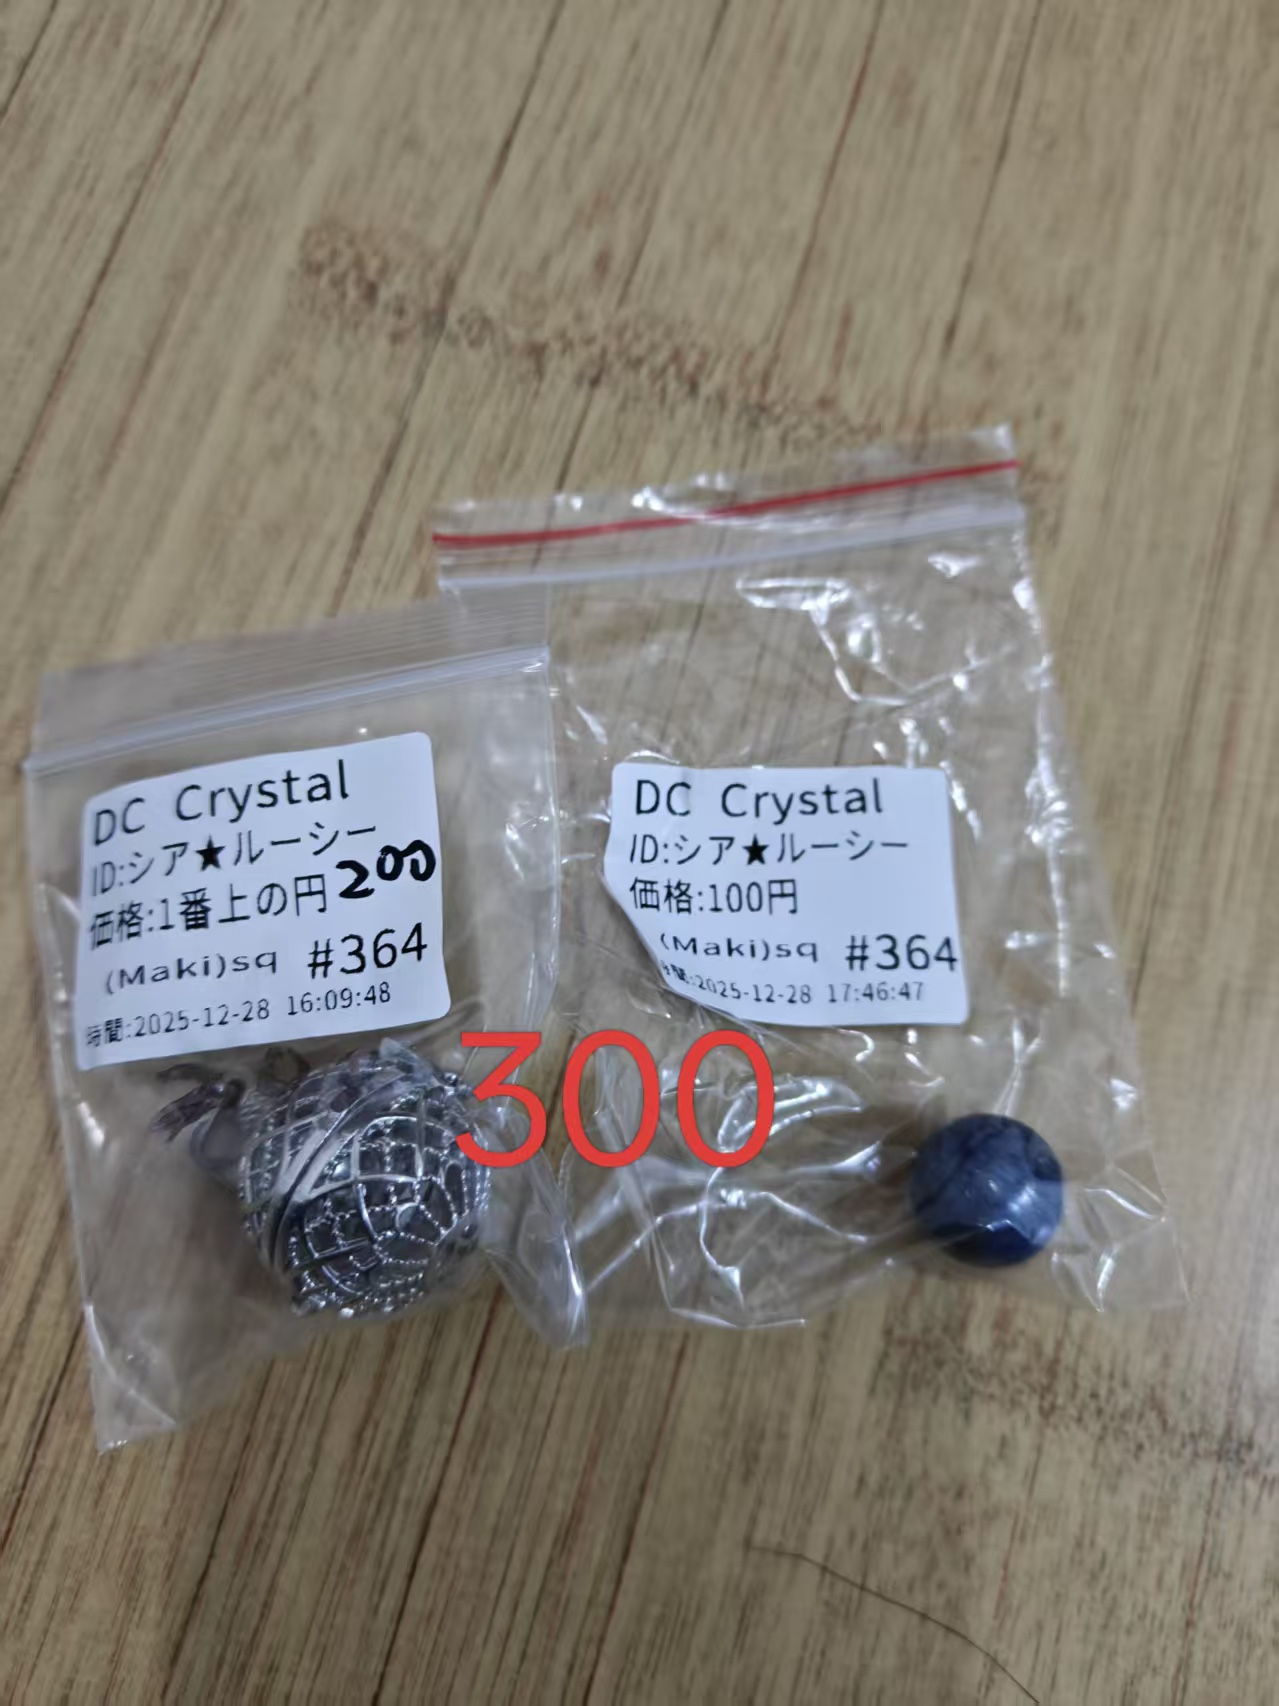 DC Crystal
ID:シア★ルーシー
価格:1番上の円 200
(Maki)sq #364
時間:2025-12-28 16:09:48
DC Crystal
ID:シア★ルーシー
価格:100円
(Maki)sq #364
時間:2025-12-28 17:46:47
300